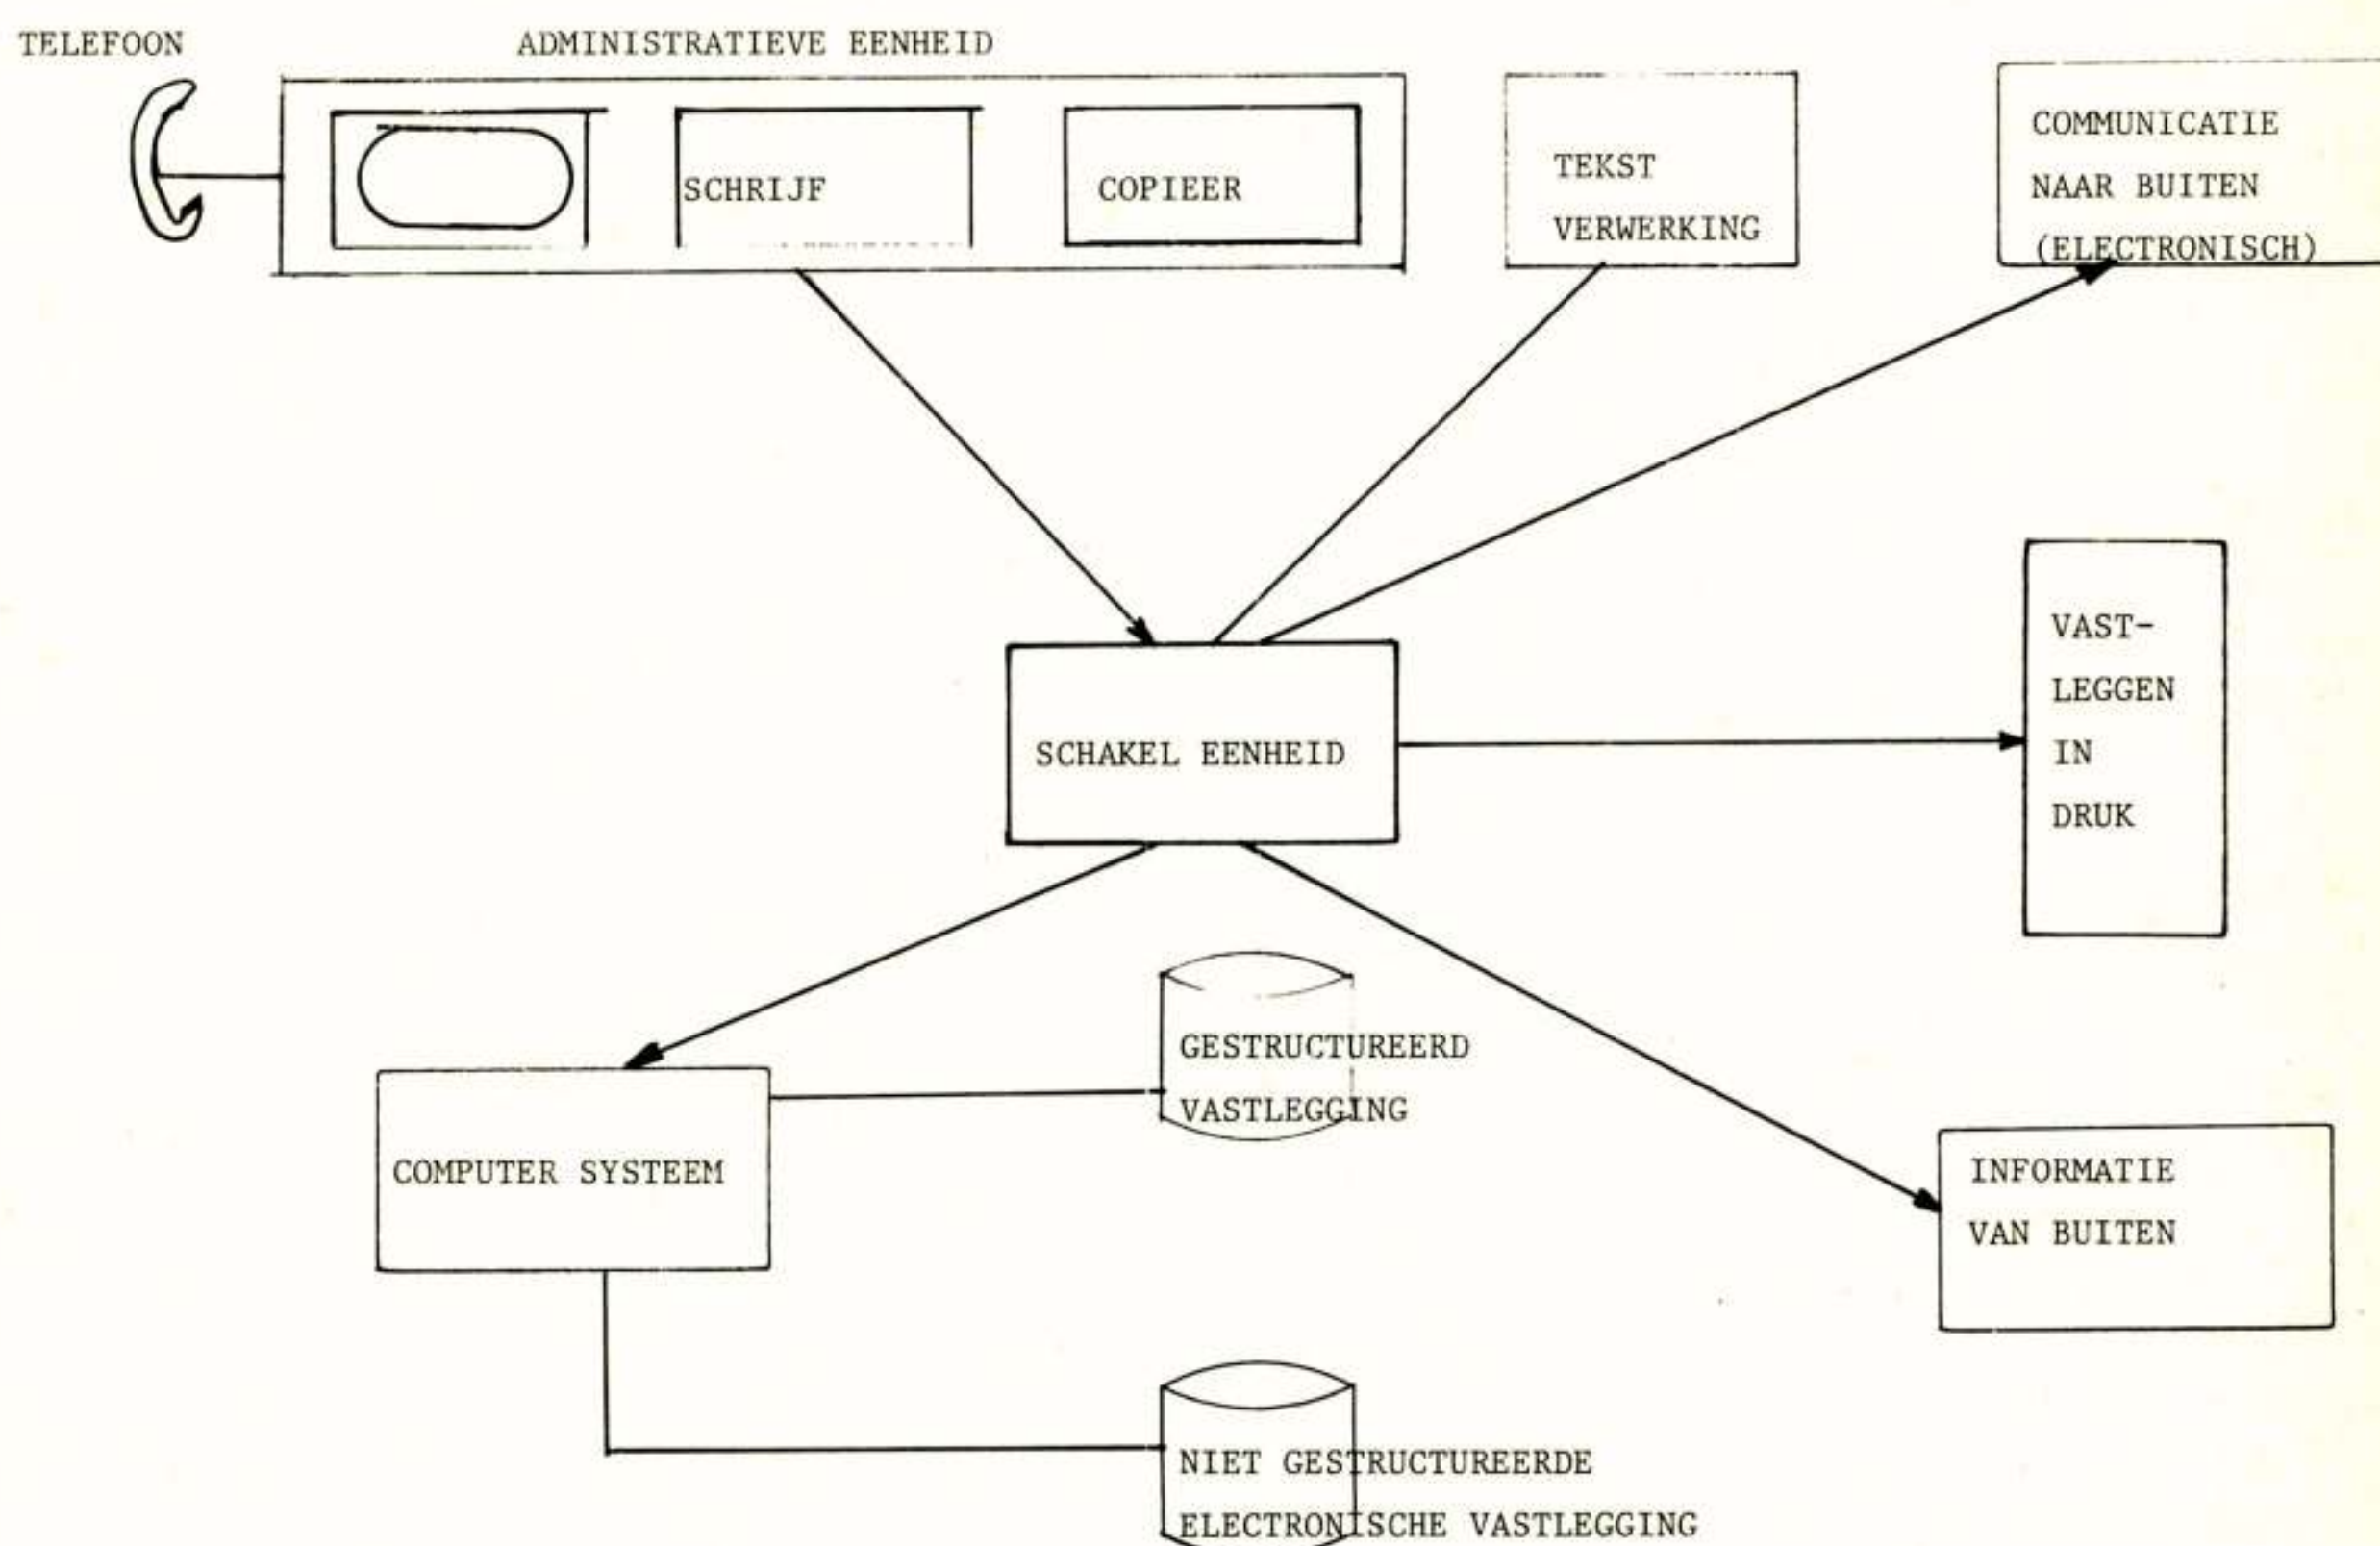 TELEFOON
ADMINISTRATIEVE EENHEID
SCHRIJF
COPIEER
TEKST
VERWERKING
COMMUNICATIE
NAAR BUITEN
(ELECTRONISCH)
VAST-
LEGGEN
IN
DRUK
SCHAKEL EENHEID
GESTRUCTUREERD
VASTLEGGING
COMPUTER SYSTEEM
INFORMATIE
VAN BUITEN
NIET GESTRUCTUREERDE
ELECTRONISCHE VASTLEGGING